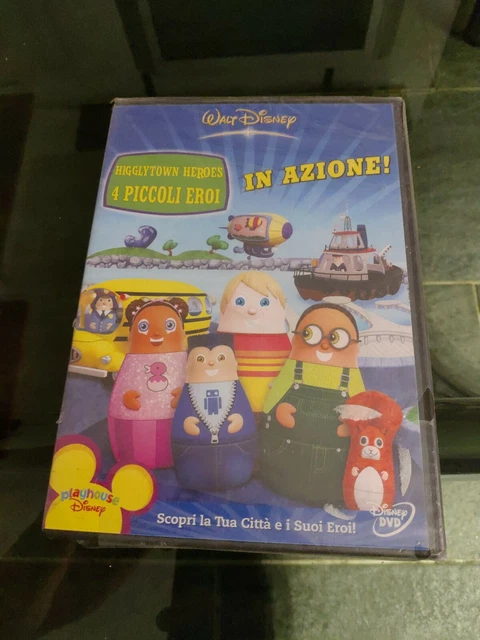 WALT DISNEY
HIGGLYTOWN HEROES
4 PICCOLI EROI
IN AZIONE!
playhouse
Disney
Scopri la Tua Città e i Suoi Eroi!
DISNEY
DVD